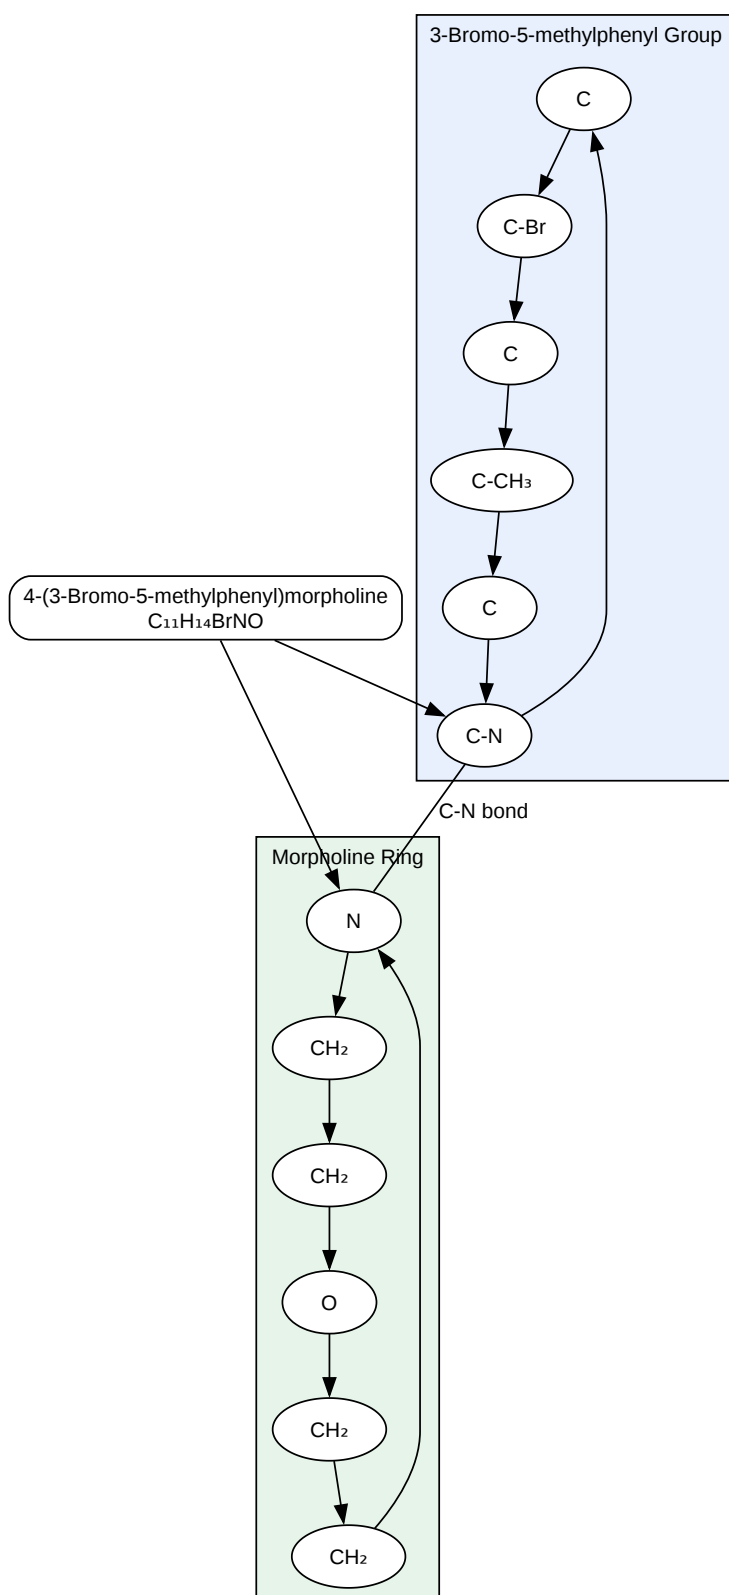 3-Bromo-5-methylphenyl Group
C
C-Br
C
C-CH₃
C
4-(3-Bromo-5-methylphenyl)morpholine
C₁₁H₁₄BrNO
C-N
C-N bond
Morpholine Ring
N
CH₂
CH₂
O
CH₂
CH₂